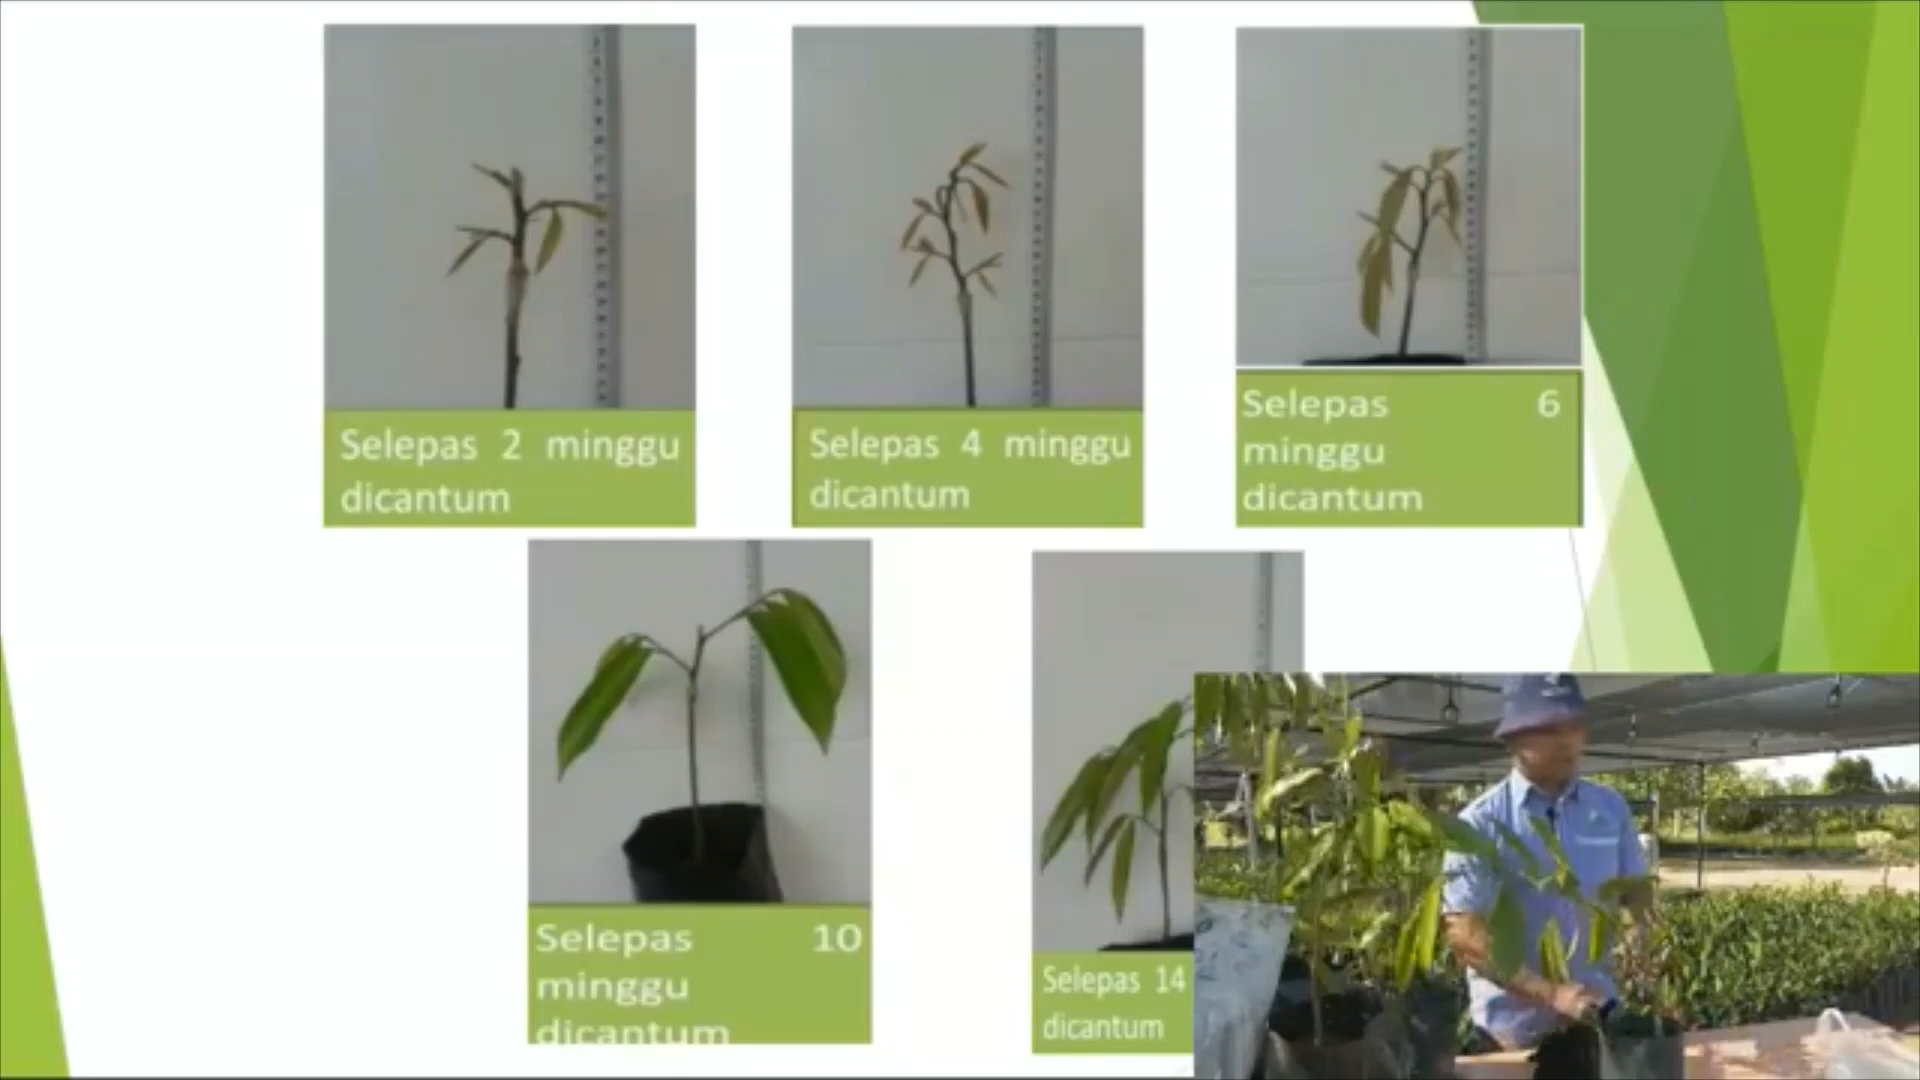 Selepas 2 minggu
dicantum
Selepas 4 minggu
dicantum
Selepas 6
minggu
dicantum
Selepas 10
minggu
dicantum
Selepas 14
dicantum